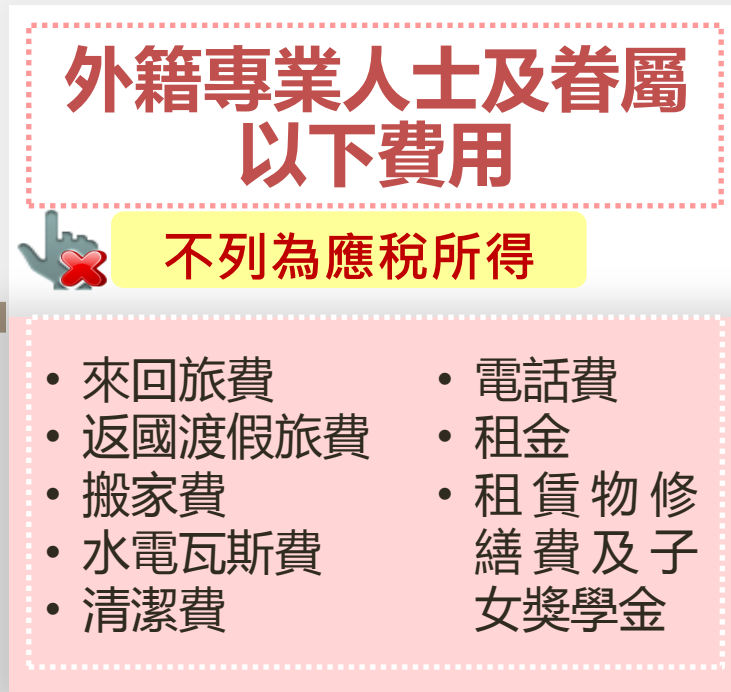 外籍專業人士及眷屬
以下費用
不列為應稅所得
• 來回旅費
• 返國渡假旅費
• 搬家費
• 水電瓦斯費
• 清潔費
• 電話費
• 租金
• 租賃物修
繕費及子
女獎學金